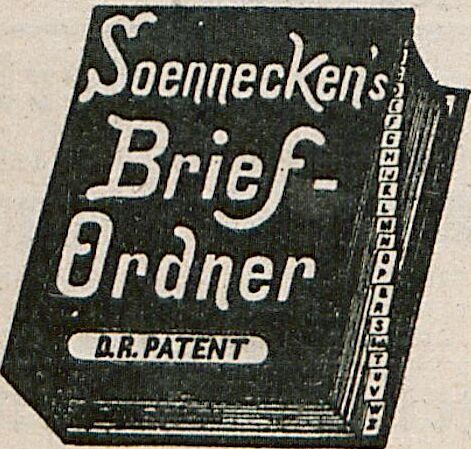 Soennecken's
Brief-
Ordner
D.R. PATENT